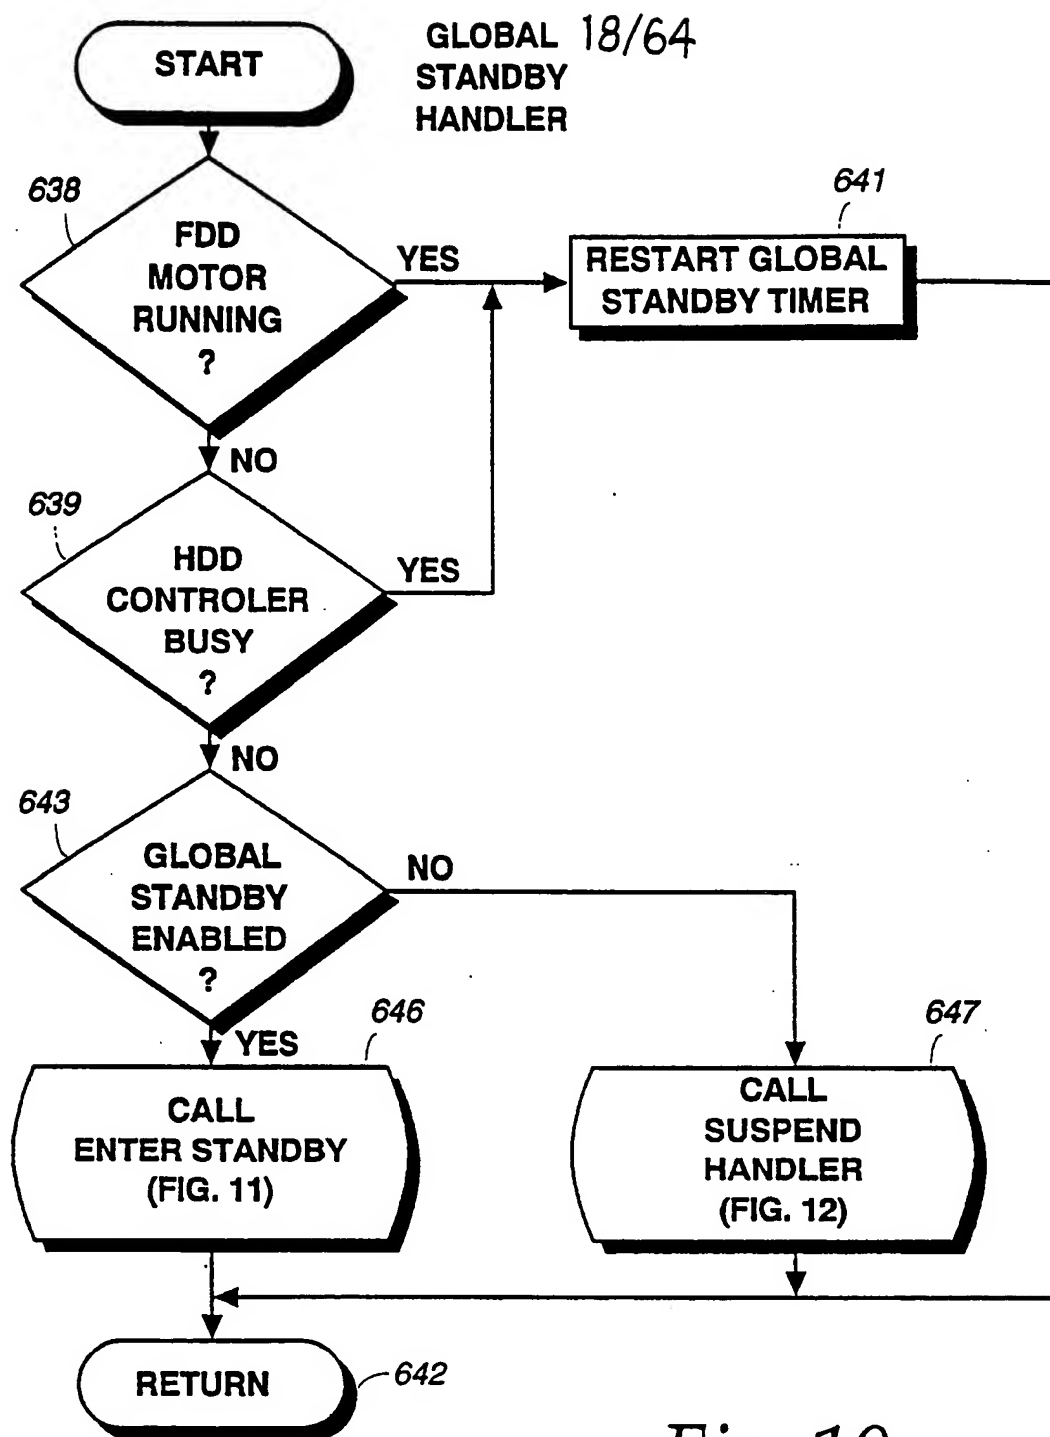 START
GLOBAL 18/64
STANDBY
HANDLER
638
FDD
MOTOR
RUNNING
?
YES
641
RESTART GLOBAL
STANDBY TIMER
NO
639
HDD
CONTROLER
BUSY
?
YES
NO
643
GLOBAL
STANDBY
ENABLED
?
NO
YES
646
CALL
ENTER STANDBY
(FIG. 11)
647
CALL
SUSPEND
HANDLER
(FIG. 12)
RETURN
642
Fig. 10